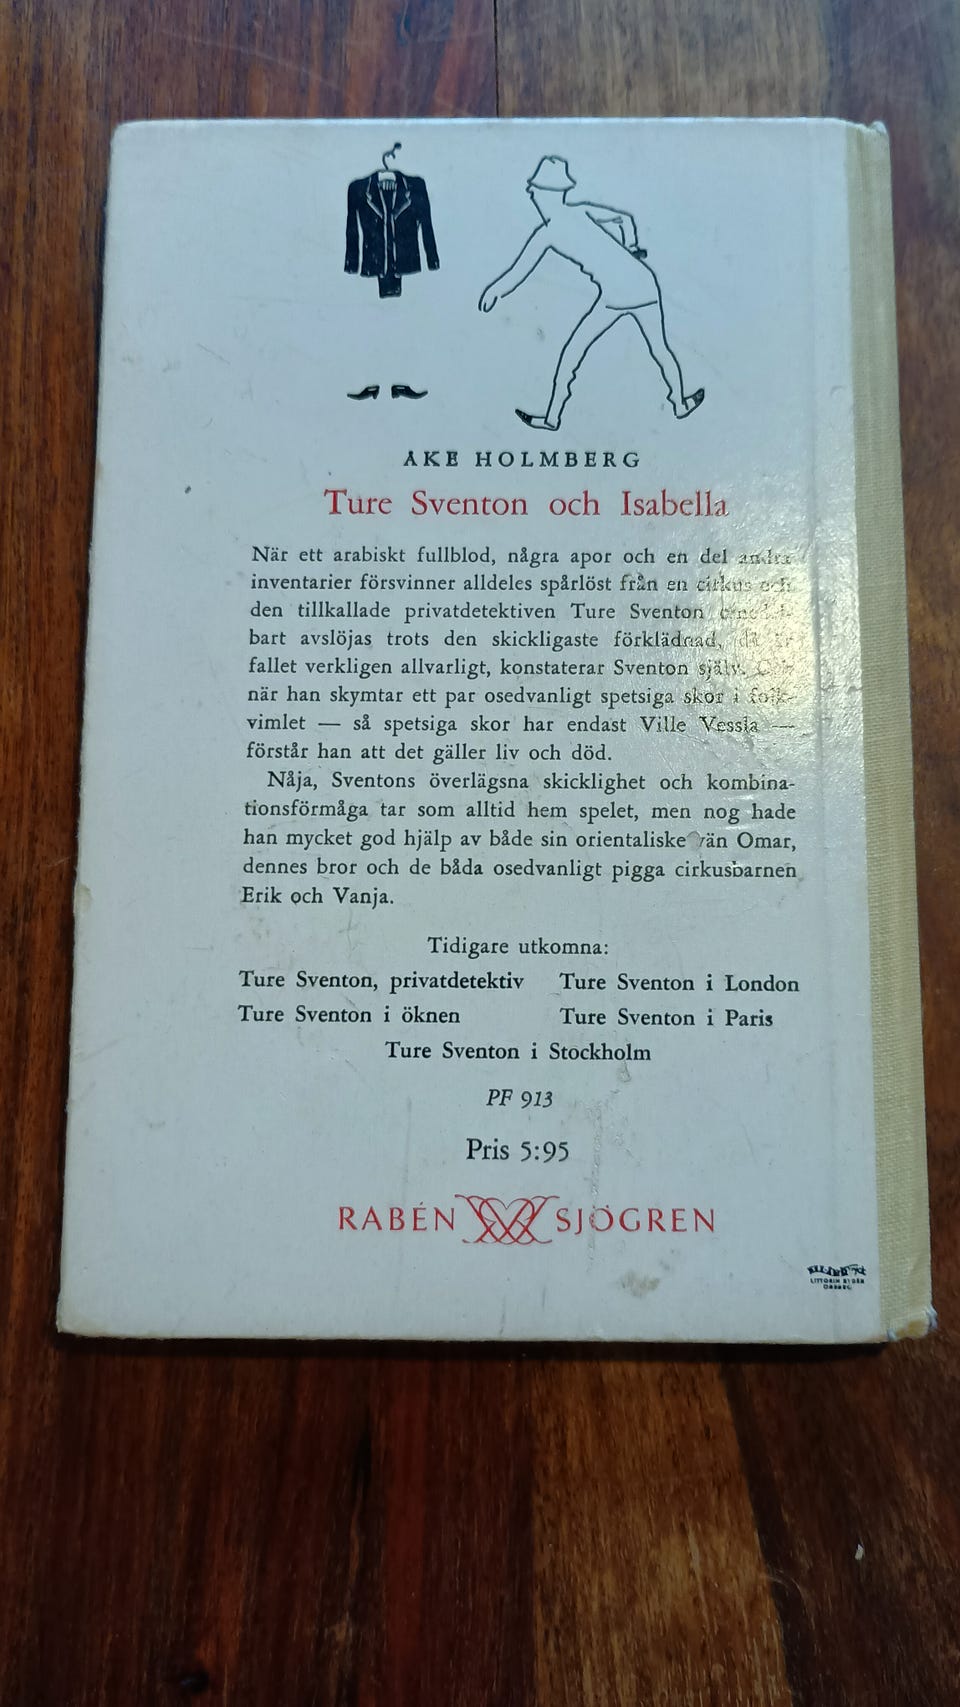 ÅKE HOLMBERG
Ture Sventon och Isabella
När ett arabiskt fullblod, några apor och en del andra
inventarier försvinner alldeles spårlöst från en cirkus och
den tillkallade privatdetektiven Ture Sventon
bart avslöjas trots den skickligaste förklädnad, då är
fallet verkligen allvarligt, konstaterar Sventon själv.
när han skymtar ett par osedvanligt spetsiga skor i folk-
vimlet — så spetsiga skor har endast Ville Vessla —
förstår han att det gäller liv och död.
Nåja, Sventons överlägsna skicklighet och kombina-
tionsförmåga tar som alltid hem spelet, men nog hade
han mycket god hjälp av både sin orientaliske vän Omar,
dennes bror och de båda osedvanligt pigga cirkusbarnen
Erik och Vanja.
Tidigare utkomna:
Ture Sventon, privatdetektiv Ture Sventon i London
Ture Sventon i öknen Ture Sventon i Paris
Ture Sventon i Stockholm
PF 913
Pris 5:95
RABÉN SJÖGREN
LITTORIN RYDÉN
ÖREBRO